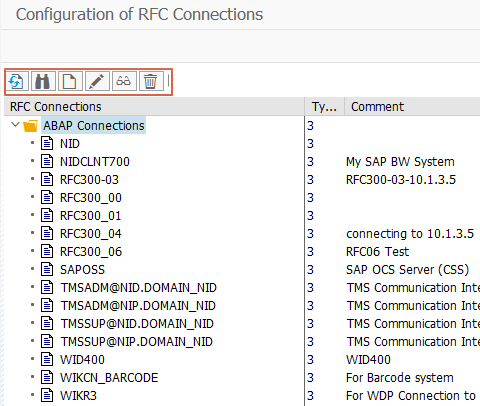 Configuration of RFC Connections
RFC Connections Ty... Comment
ABAP Connections 3
NID 3
NIDCLNT700 3 My SAP BW System
RFC300-03 3 RFC300-03-10.1.3.5
RFC300_00 3
RFC300_01 3
RFC300_04 3 connecting to 10.1.3.5
RFC300_06 3 RFC06 Test
SAPOSS 3 SAP OCS Server (CSS)
TMSADM@NID.DOMAIN_NID 3 TMS Communication Inte
TMSADM@NIP.DOMAIN_NID 3 TMS Communication Inte
TMSSUP@NID.DOMAIN_NID 3 TMS Communication Inte
TMSSUP@NIP.DOMAIN_NID 3 TMS Communication Inte
WID400 3 WID400
WIKCN_BARCODE 3 For Barcode system
WIKR3 3 For WDP Connection to